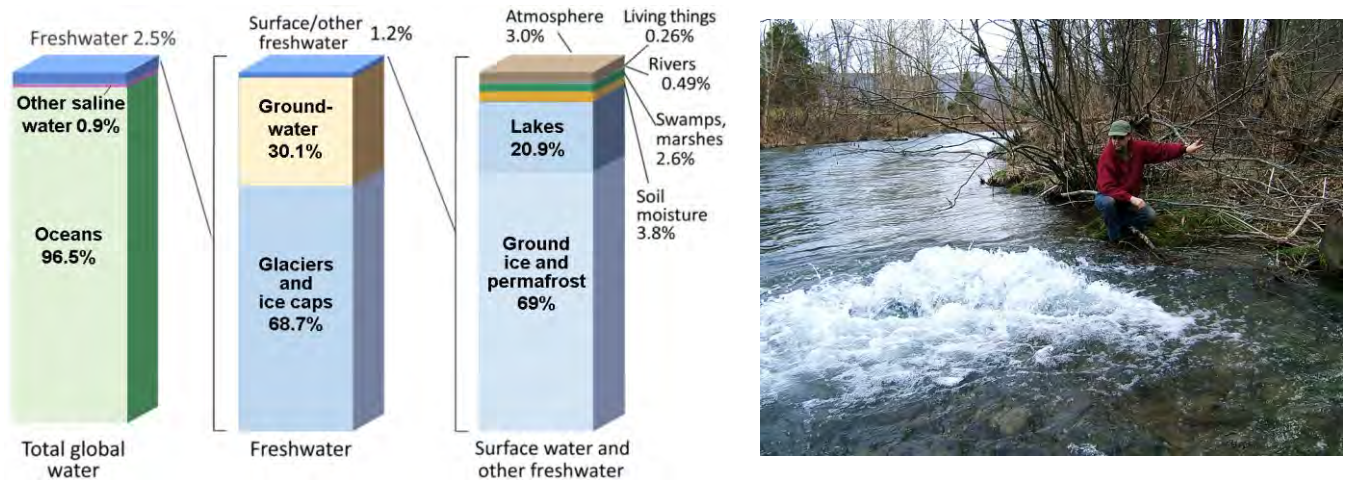 Freshwater 2.5%
Other saline
water 0.9%
Oceans
96.5%
Total global
water
Surface/other
freshwater
1.2%
Ground-
water
30.1%
Glaciers
and
ice caps
68.7%
Freshwater
Atmosphere
3.0%
Living things
0.26%
Rivers
0.49%
Swamps,
marshes
2.6%
Soil
moisture
3.8%
Lakes
20.9%
Ground
ice and
permafrost
69%
Surface water and
other freshwater